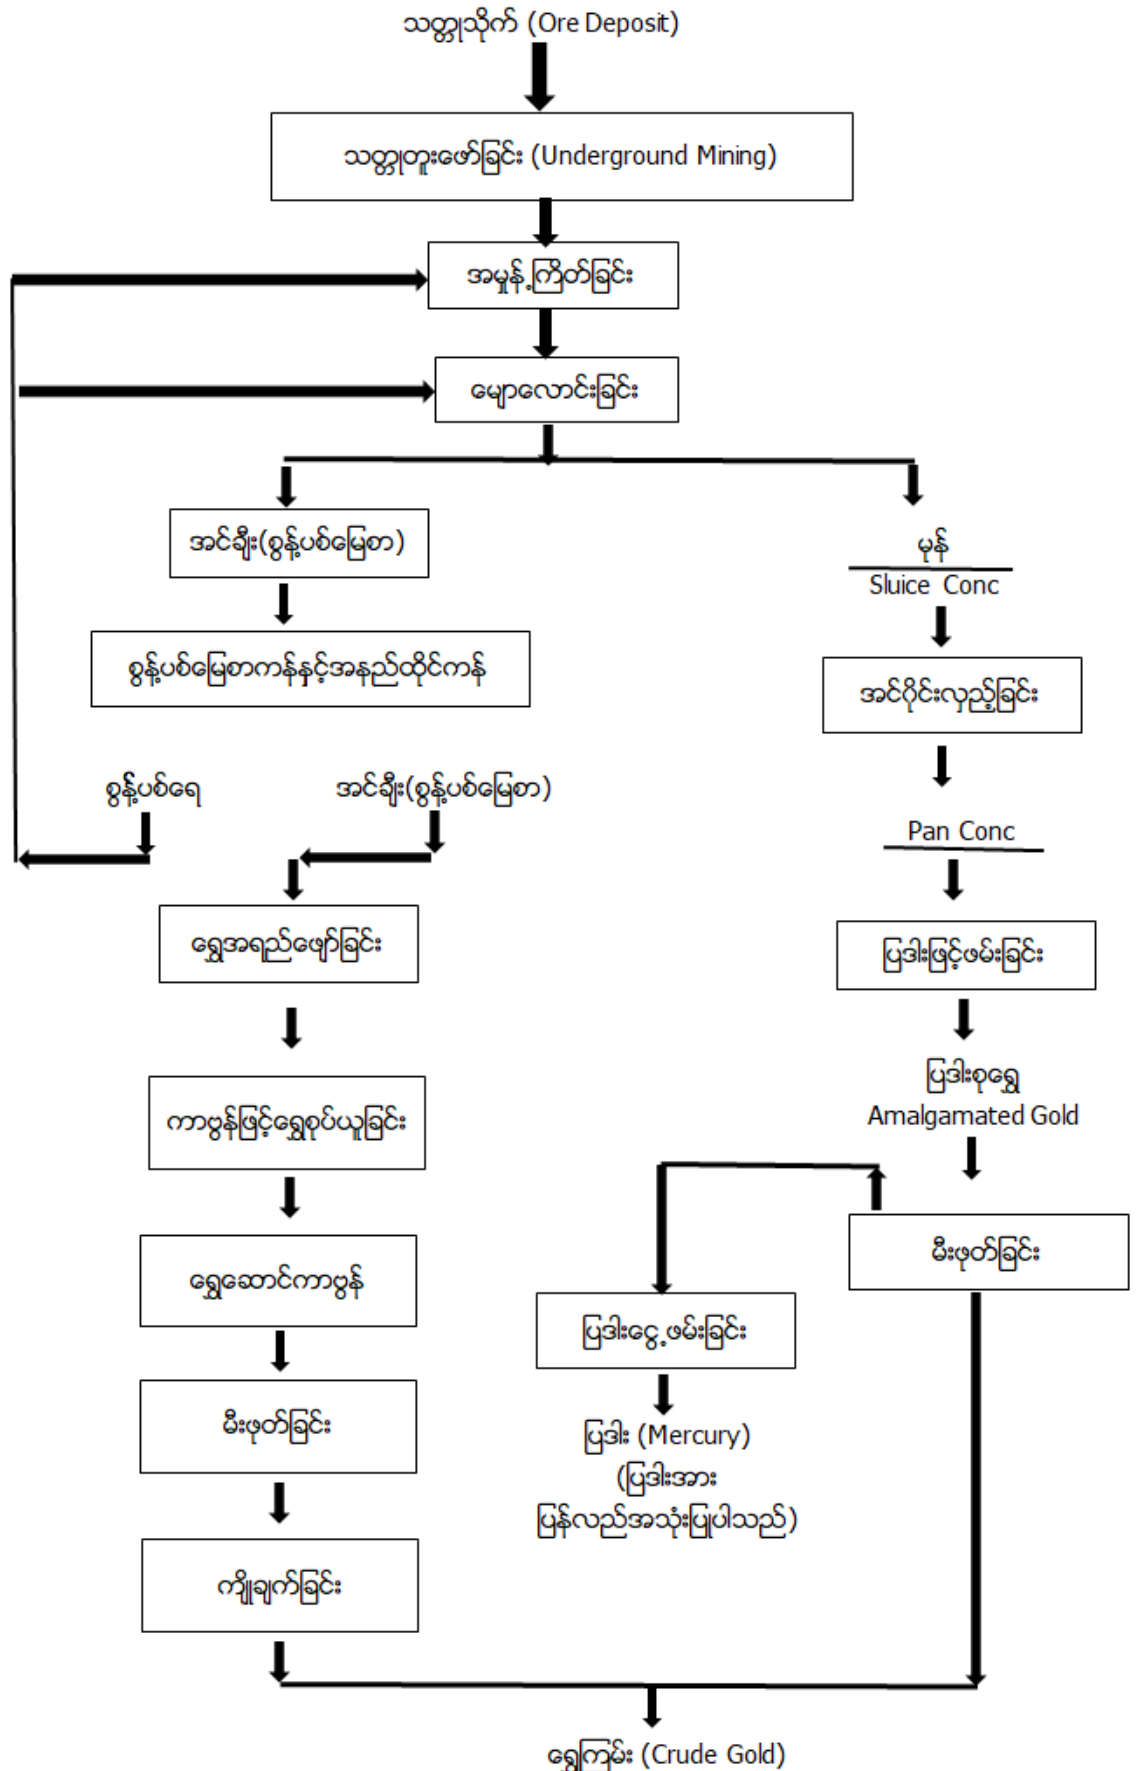 သတ္တုသိုက် (Ore Deposit)
သတ္တုတူးဖော်ခြင်း (Underground Mining)
အမှုန့်ကြိတ်ခြင်း
မျောလောင်းခြင်း
အင်ချီး(စွန့်ပစ်မြေစာ)
မုန်
Sluice Conc
စွန့်ပစ်မြေစာကန်နှင့်အနည်ထိုင်ကန်
အင်ပိုင်းလှည့်ခြင်း
စွန့်ပစ်ရေ
အင်ချီး(စွန့်ပစ်မြေစာ)
Pan Conc
ရွှေအရည်ဖျော်ခြင်း
ပြဒါးဖြင့်ဖမ်းခြင်း
ပြဒါးစုရွှေ
Amalgamated Gold
ကာဗွန်ဖြင့်ရွှေစုပ်ယူခြင်း
မီးဖုတ်ခြင်း
ရွှေဆောင်ကာဗွန်
ပြဒါးငွေ့ဖမ်းခြင်း
မီးဖုတ်ခြင်း
ပြဒါး (Mercury)
(ပြဒါးအား
ပြန်လည်အသုံးပြုပါသည်)
ကျိုချက်ခြင်း
ရွှေကြမ်း (Crude Gold)